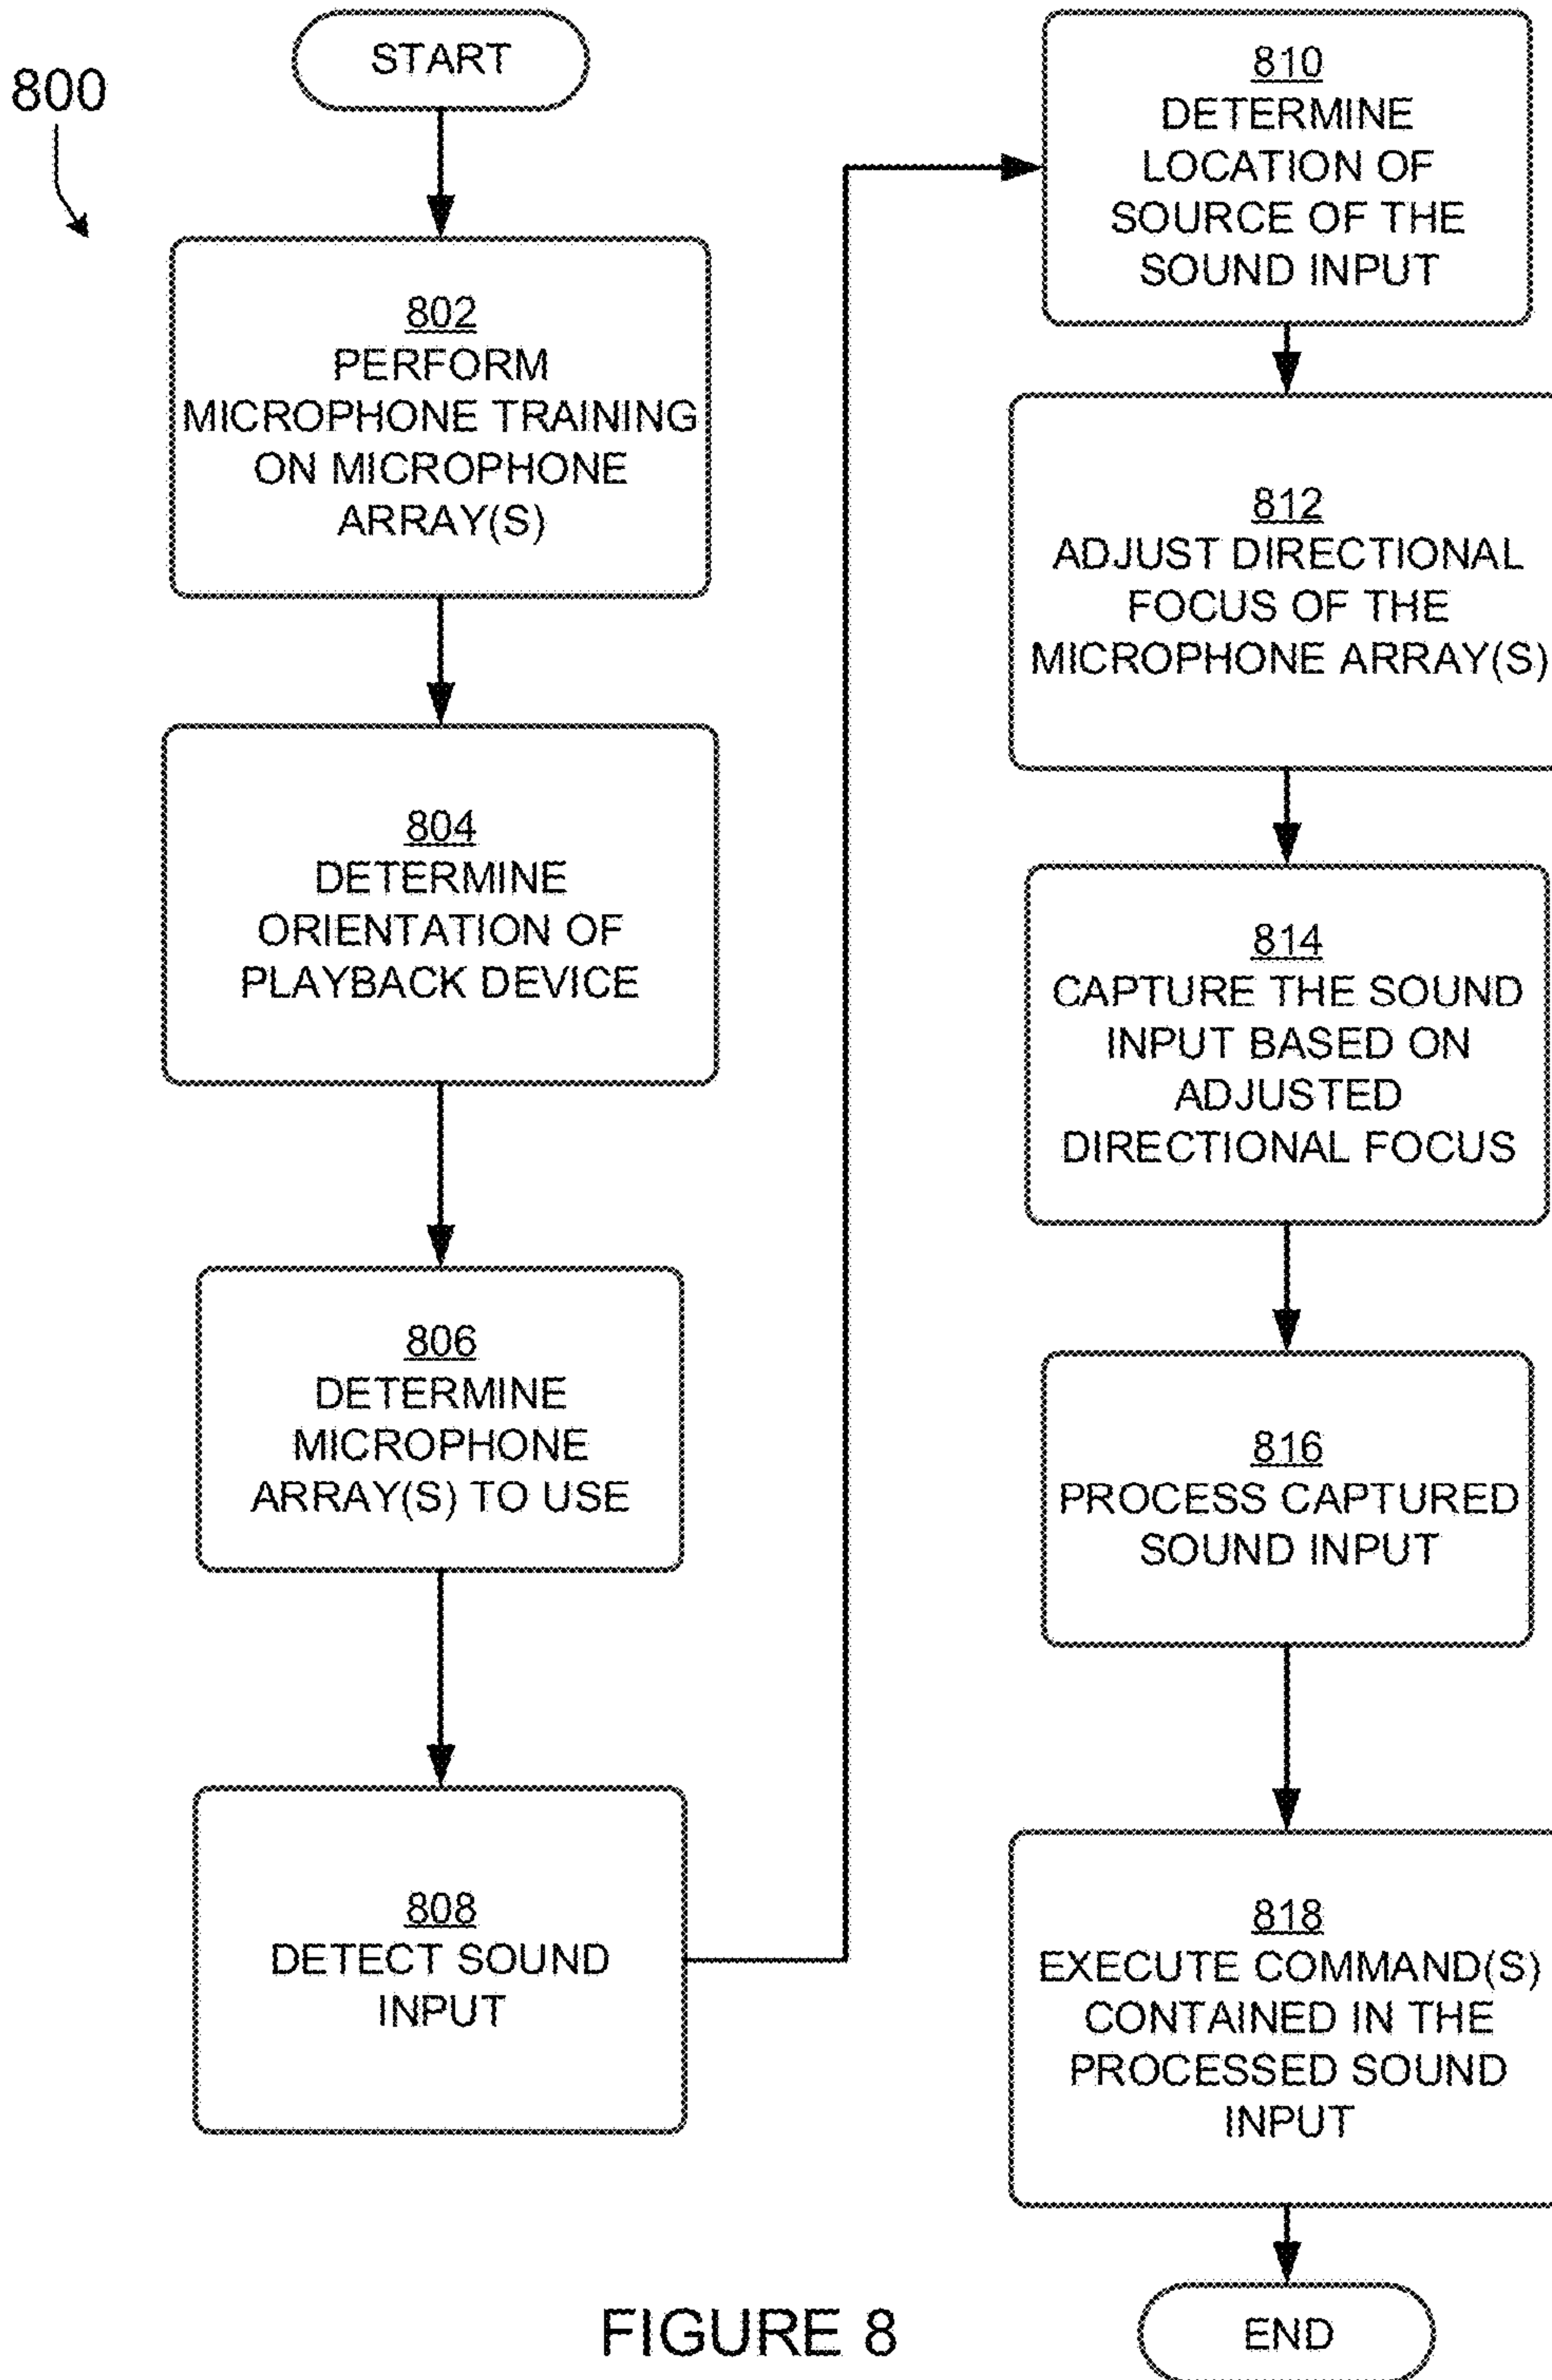 800
START
802
PERFORM
MICROPHONE TRAINING
ON MICROPHONE
ARRAY(S)
804
DETERMINE
ORIENTATION OF
PLAYBACK DEVICE
806
DETERMINE
MICROPHONE
ARRAY(S) TO USE
808
DETECT SOUND
INPUT
810
DETERMINE
LOCATION OF
SOURCE OF THE
SOUND INPUT
812
ADJUST DIRECTIONAL
FOCUS OF THE
MICROPHONE ARRAY(S)
814
CAPTURE THE SOUND
INPUT BASED ON
ADJUSTED
DIRECTIONAL FOCUS
816
PROCESS CAPTURED
SOUND INPUT
818
EXECUTE COMMAND(S)
CONTAINED IN THE
PROCESSED SOUND
INPUT
END
FIGURE 8